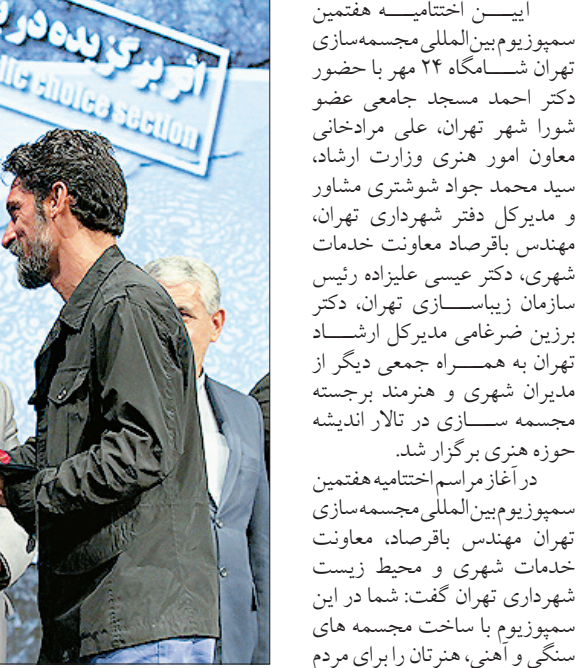 آیین اختتامیه هفتمین
سمپوزیوم بین‌المللی مجسمه‌سازی
تهران شامگاه ۲۴ مهر با حضور
دکتر احمد مسجد جامعی عضو
شورا شهر تهران، علی مرادخانی
معاون امور هنری وزارت ارشاد،
سید محمد جواد شوشتری مشاور
و مدیرکل دفتر شهرداری تهران،
مهندس باقرصاد معاونت خدمات
شهری، دکتر عیسی علیزاده رئیس
سازمان زیباسازی تهران، دکتر
برزین ضرغامی مدیرکل ارشاد
تهران به همراه جمعی دیگر از
مدیران شهری و هنرمند برجسته
مجسمه سازی در تالار اندیشه
حوزه هنری برگزار شد.
در آغاز مراسم اختتامیه هفتمین
سمپوزیوم بین‌المللی مجسمه‌سازی
تهران مهندس باقرصاد، معاونت
خدمات شهری و محیط زیست
شهرداری تهران گفت: شما در این
سمپوزیوم با ساخت مجسمه های
سنگی و آهنی، هنرتان را برای مردم
اثر برگزیده در
choice section